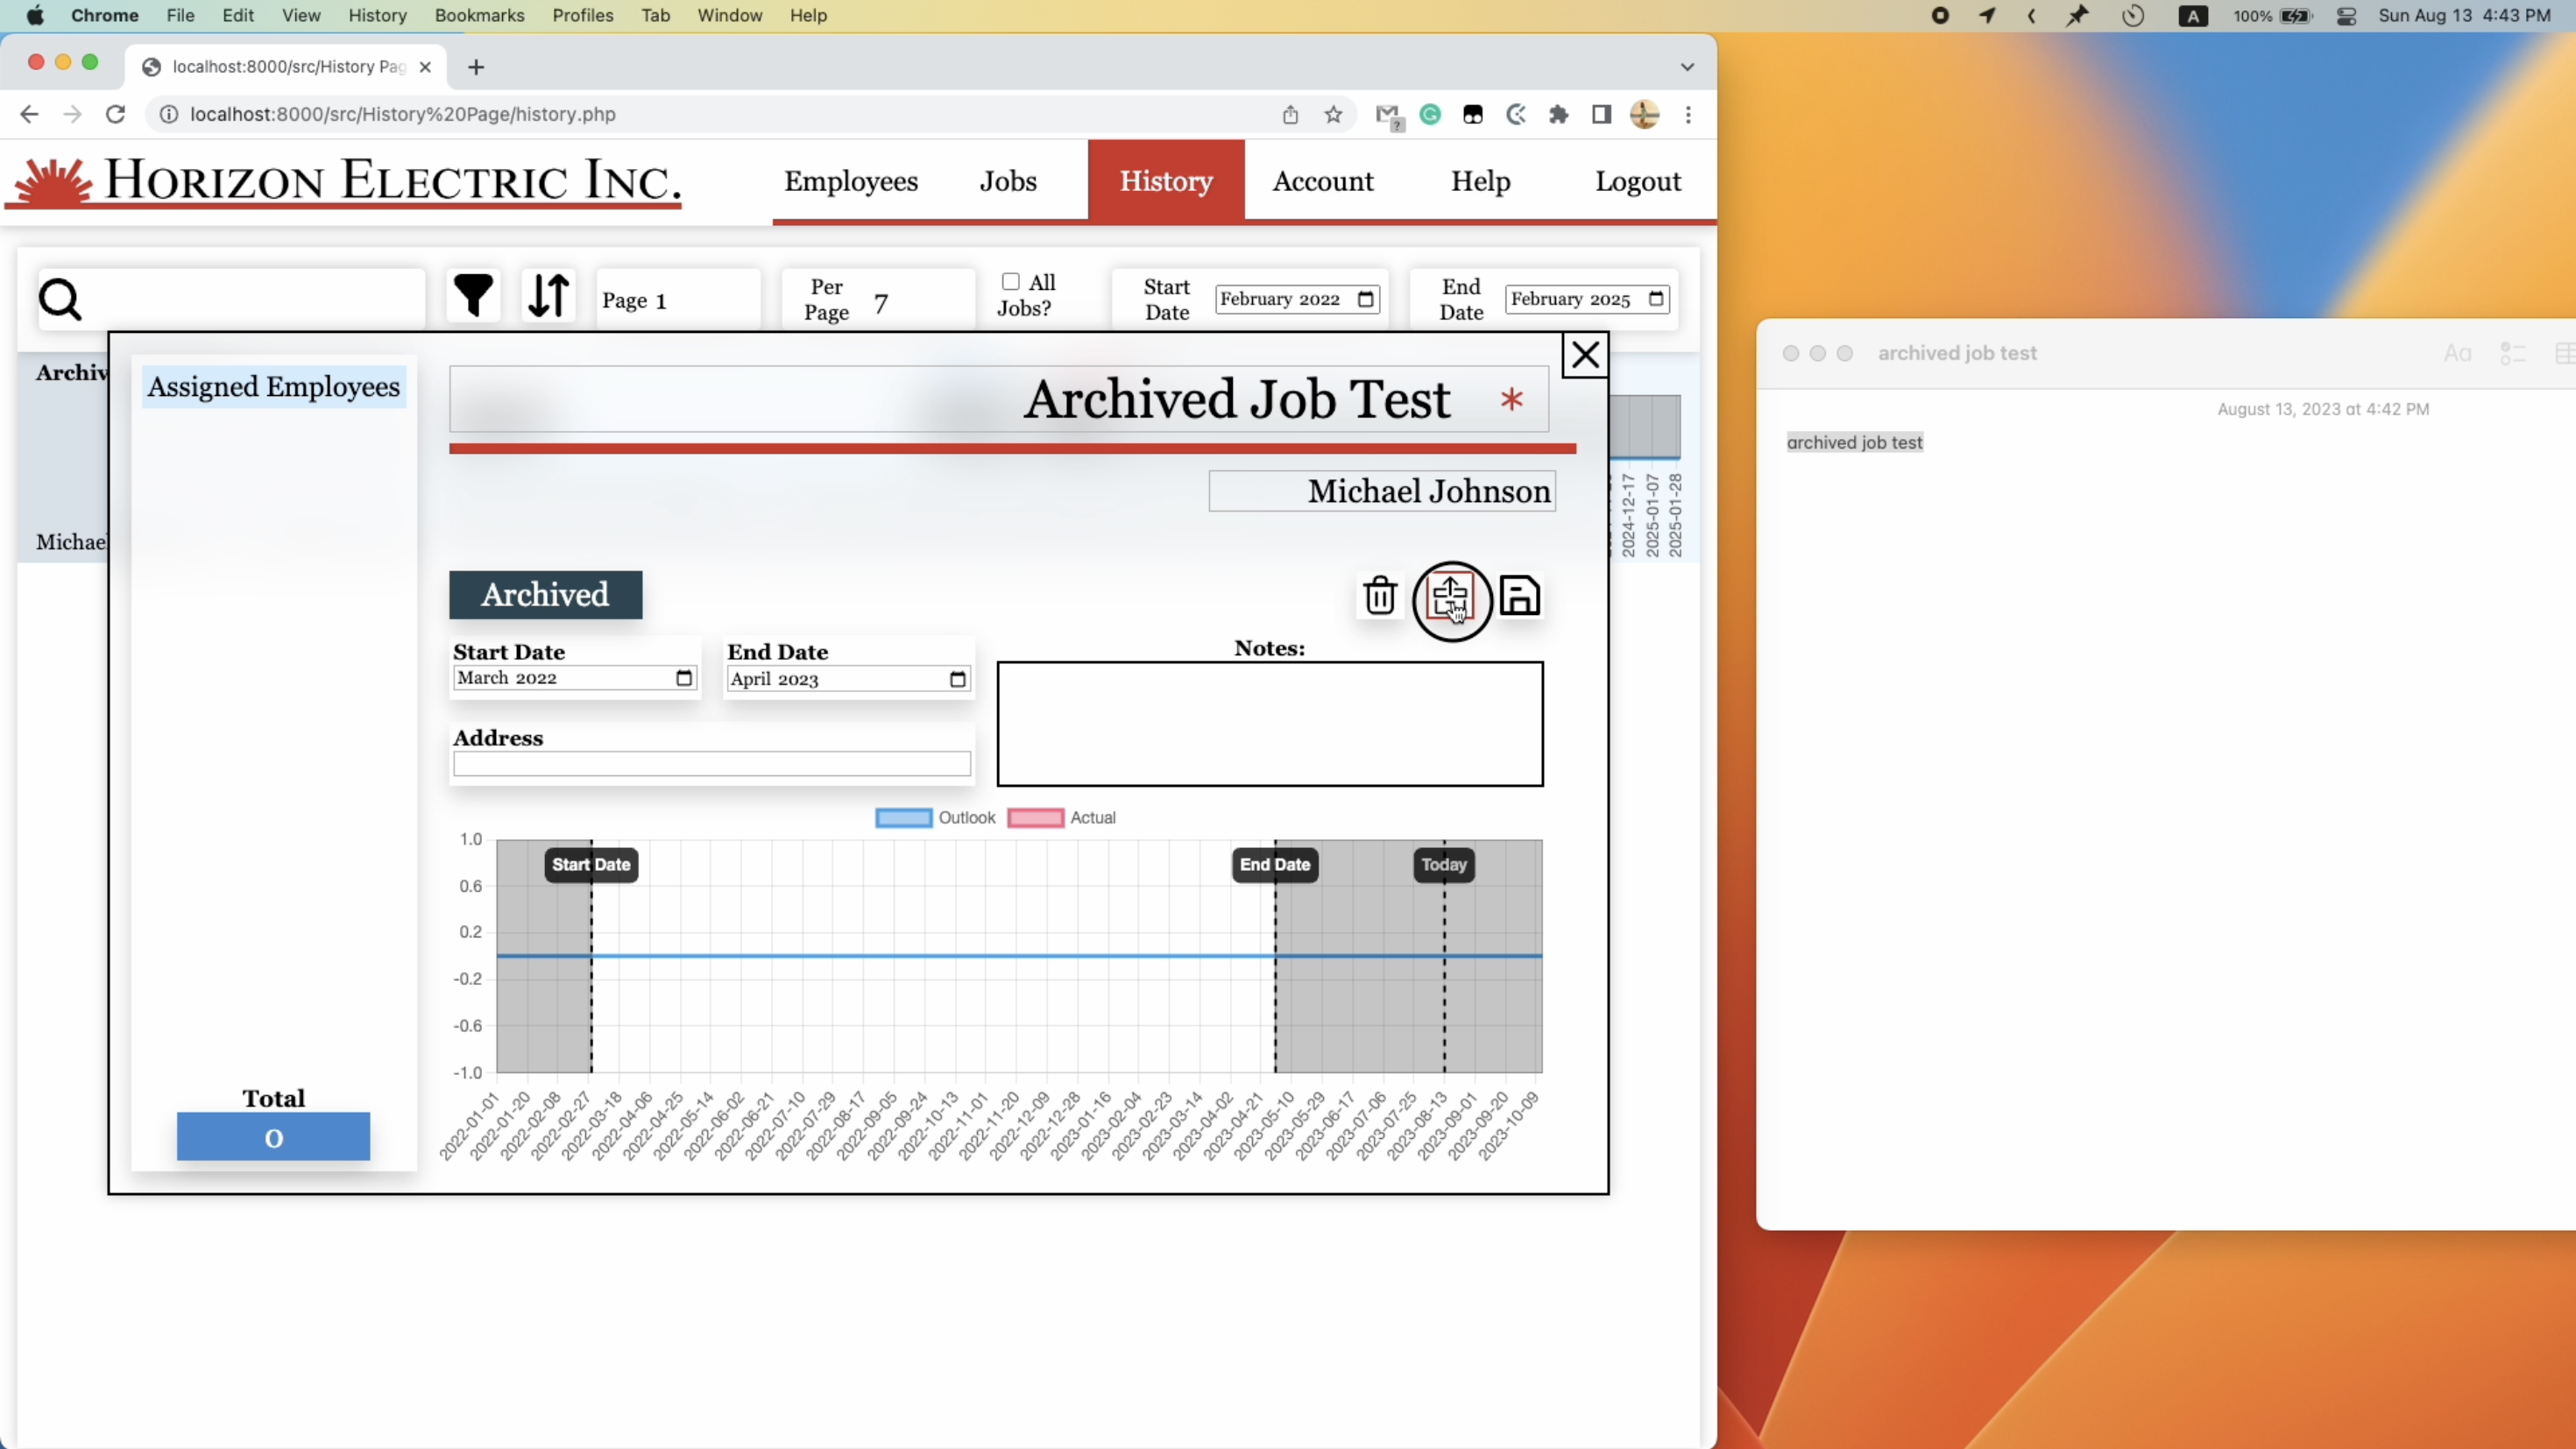 Chrome File Edit View History Bookmarks Profiles Tab Window Help
A 100% Sun Aug 13 4:43 PM
localhost:8000/src/History Pag
localhost:8000/src/History%20Page/history.php
HORIZON ELECTRIC INC.
Employees Jobs History Account Help Logout
Page 1
Per Page 7
All Jobs?
Start Date February 2022
End Date February 2025
Archiv
Michael
2024-12-17
2025-01-07
2025-01-28
Assigned Employees
Archived Job Test *
Michael Johnson
Archived
Start Date
March 2022
End Date
April 2023
Notes:
Address
Outlook Actual
1.0
0.6
0.2
-0.2
-0.6
-1.0
Start Date End Date Today
2022-01-01 2022-01-20 2022-02-08 2022-02-27 2022-03-18 2022-04-06 2022-04-25 2022-05-14 2022-06-02 2022-06-21 2022-07-10 2022-07-29 2022-08-17 2022-09-05 2022-09-24 2022-10-13 2022-11-01 2022-11-20 2022-12-09 2022-12-28 2023-01-16 2023-02-04 2023-02-23 2023-03-14 2023-04-02 2023-04-21 2023-05-10 2023-05-29 2023-06-17 2023-07-06 2023-07-25 2023-08-13 2023-09-01 2023-09-20 2023-10-09
Total
0
archived job test
Aa
August 13, 2023 at 4:42 PM
archived job test